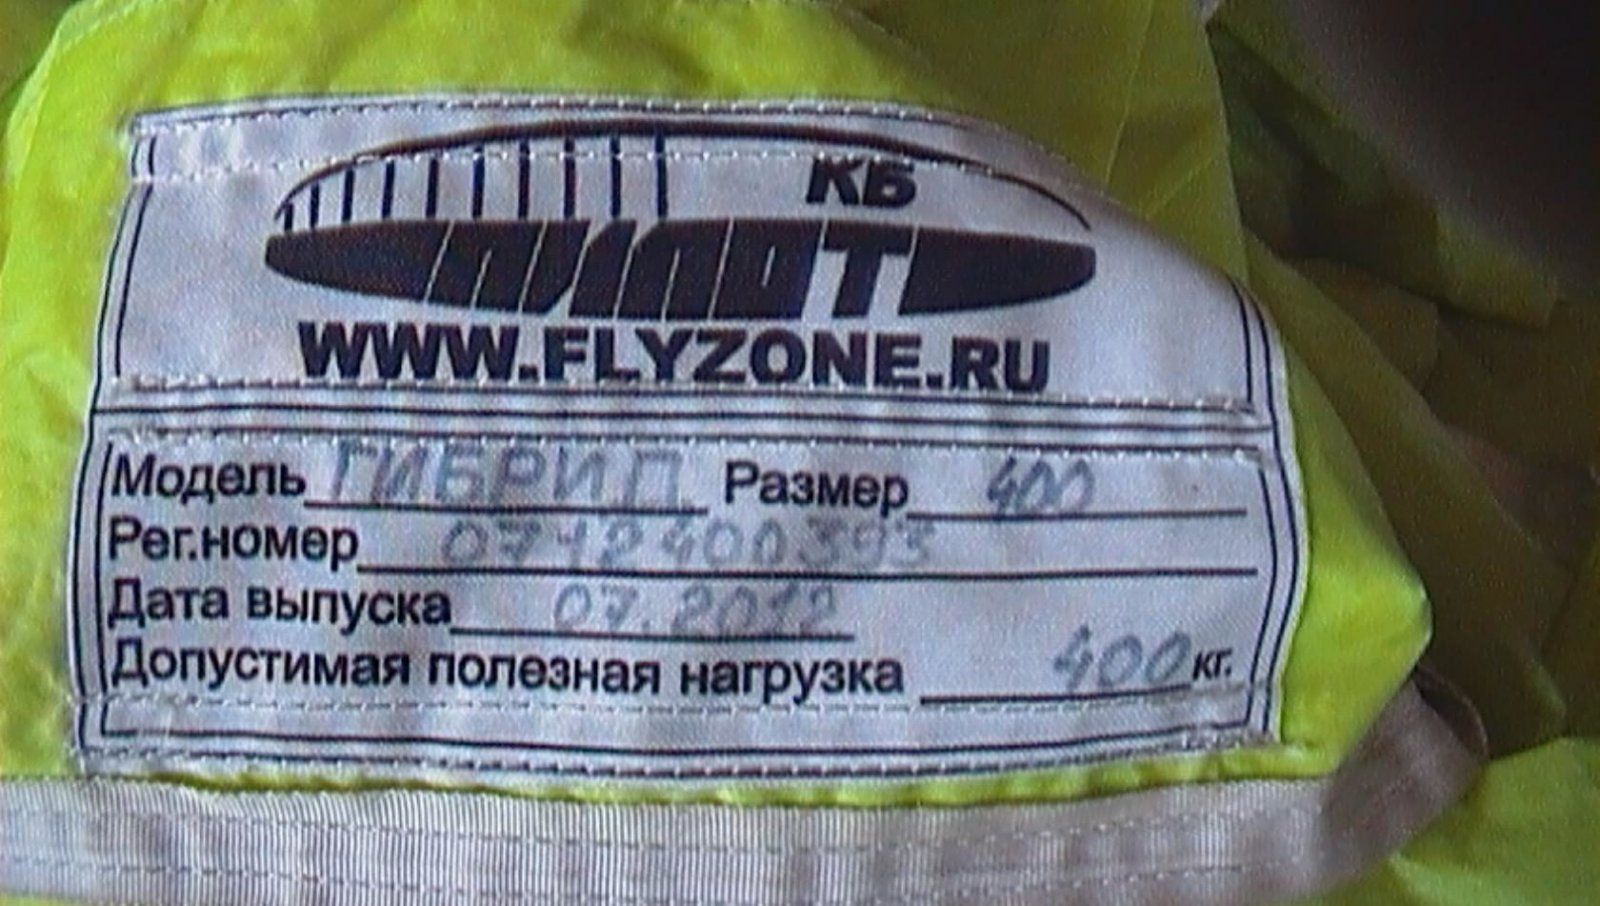 КБ
ПИЛОТ
WWW.FLYZONE.RU
Модель ГИБРИД Размер 400
Рег.номер 0712400393
Дата выпуска 07.2012
Допустимая полезная нагрузка 400 кг.